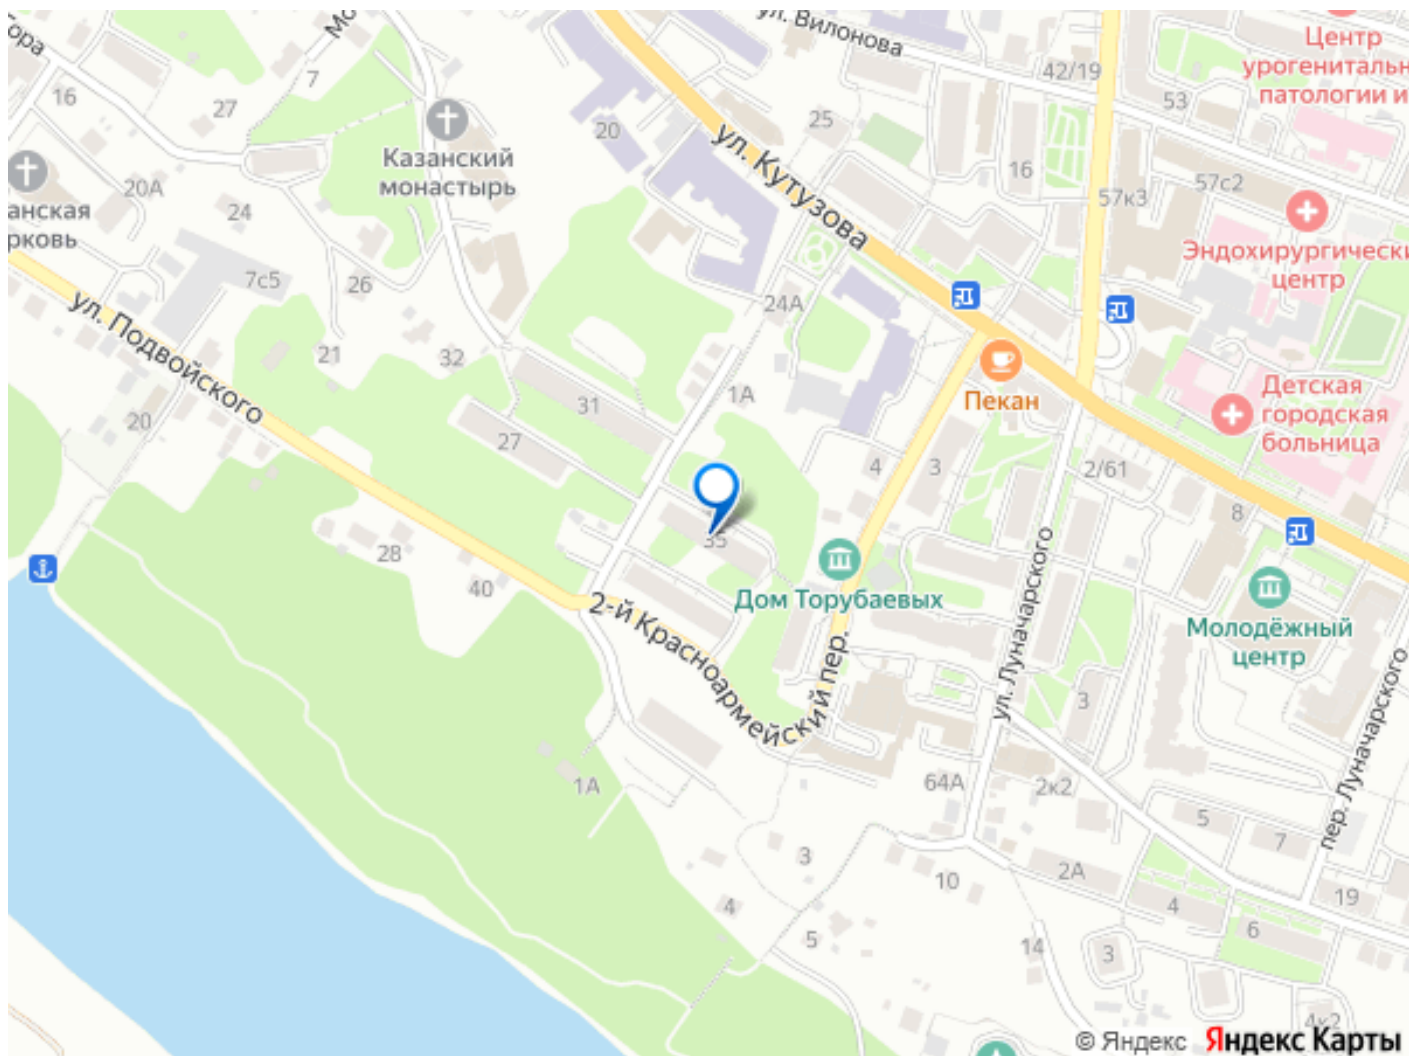 ул. Вилонова
Центр
урогенитальн
патологии и
42/19
53
16
27
7
20
25
ул. Кутузова
Казанский
монастырь
16
57с2
57к3
20А
анская
рковь
24
Эндохирургически
центр
7с5
26
24А
ул. Подвойского
21
32
1А
Пекан
Детская
городская
больница
31
20
27
4
3
2/61
8
35
28
40
Дом Торубаевых
2-й Красноармейский пер.
ул. Луначарского
Молодёжный
центр
3
пер. Луначарского
1А
64А
2к2
5
7
3
10
2А
4
19
4
5
14
3
6
4к2
© Яндекс Яндекс Карты